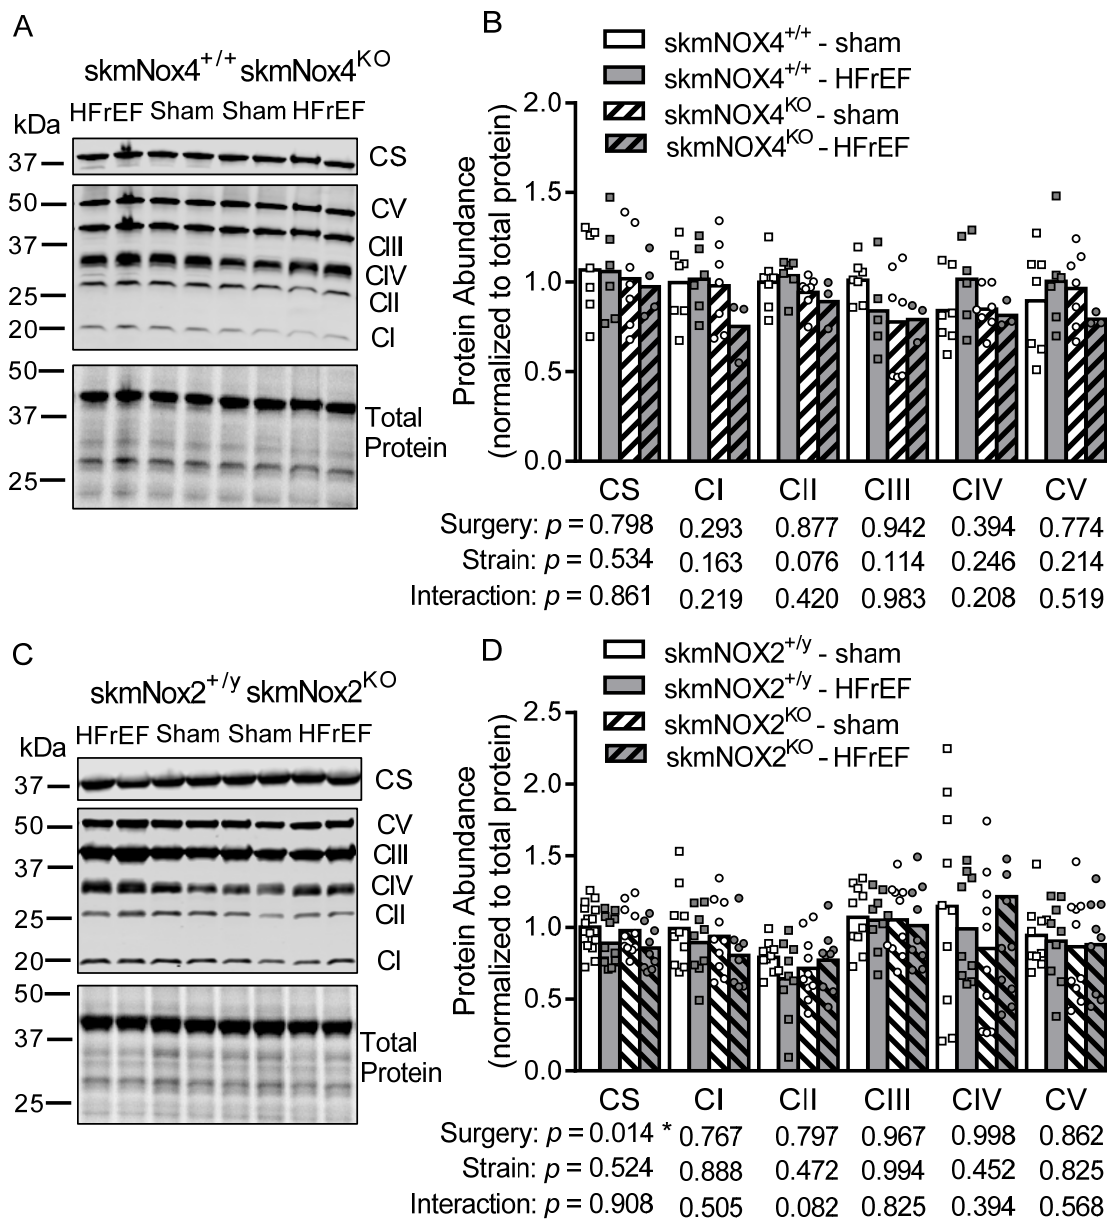 A
skmNox4+/+ skmNox4KO
HFrEF Sham Sham HFrEF
kDa
37
CS
50
CV
37
CIII
CIV
25
CII
20
CI
50
37
Total
Protein
25
B
skmNOX4+/+ - sham
skmNOX4+/+ - HFrEF
skmNOX4KO - sham
skmNOX4KO - HFrEF
Protein Abundance
(normalized to total protein)
2.0
1.5
1.0
0.5
0.0
CS CI CII CIII CIV CV
Surgery: p = 0.798 0.293 0.877 0.942 0.394 0.774
Strain: p = 0.534 0.163 0.076 0.114 0.246 0.214
Interaction: p = 0.861 0.219 0.420 0.983 0.208 0.519
C
skmNox2+/y skmNox2KO
HFrEF Sham Sham HFrEF
kDa
37
CS
50
CV
CIII
37
CIV
25
CII
20
CI
50
37
Total
Protein
25
D
skmNOX2+/y - sham
skmNOX2+/y - HFrEF
skmNOX2KO - sham
skmNOX2KO - HFrEF
Protein Abundance
(normalized to total protein)
2.5
2.0
1.5
1.0
0.5
0.0
CS CI CII CIII CIV CV
Surgery: p = 0.014 * 0.767 0.797 0.967 0.998 0.862
Strain: p = 0.524 0.888 0.472 0.994 0.452 0.825
Interaction: p = 0.908 0.505 0.082 0.825 0.394 0.568